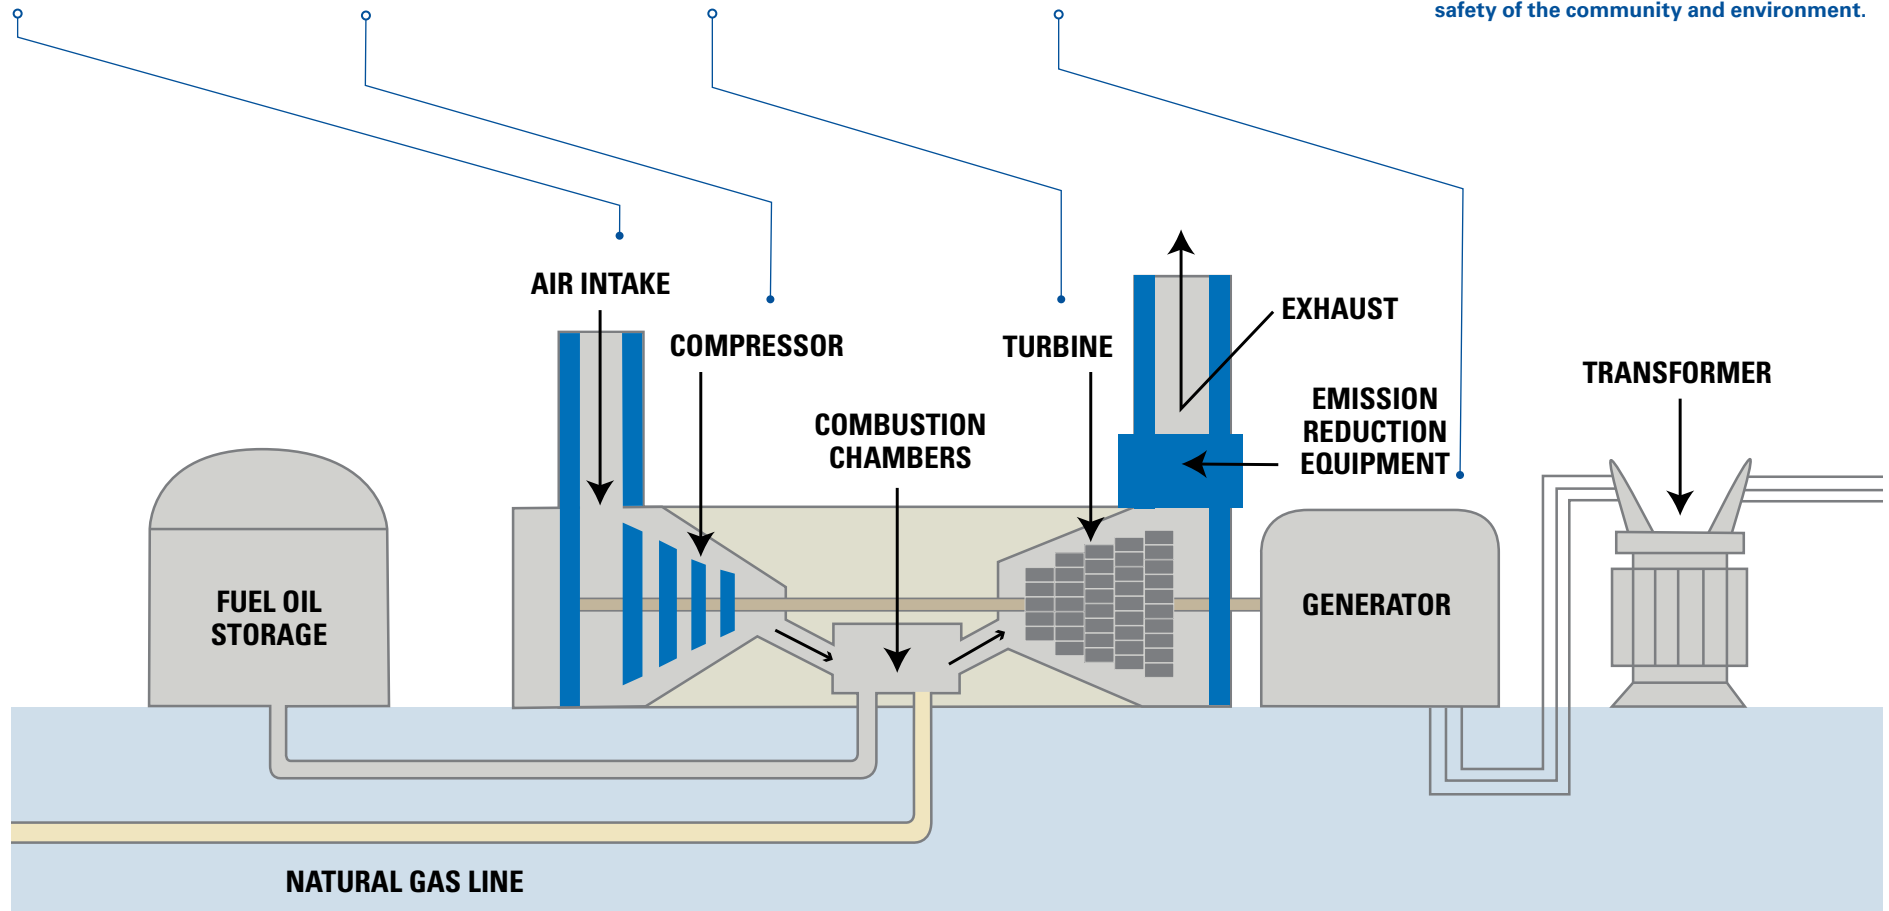 safety of the community and environment.
AIR INTAKE
COMPRESSOR
COMBUSTION
CHAMBERS
TURBINE
EXHAUST
EMISSION
REDUCTION
EQUIPMENT
TRANSFORMER
FUEL OIL
STORAGE
GENERATOR
NATURAL GAS LINE